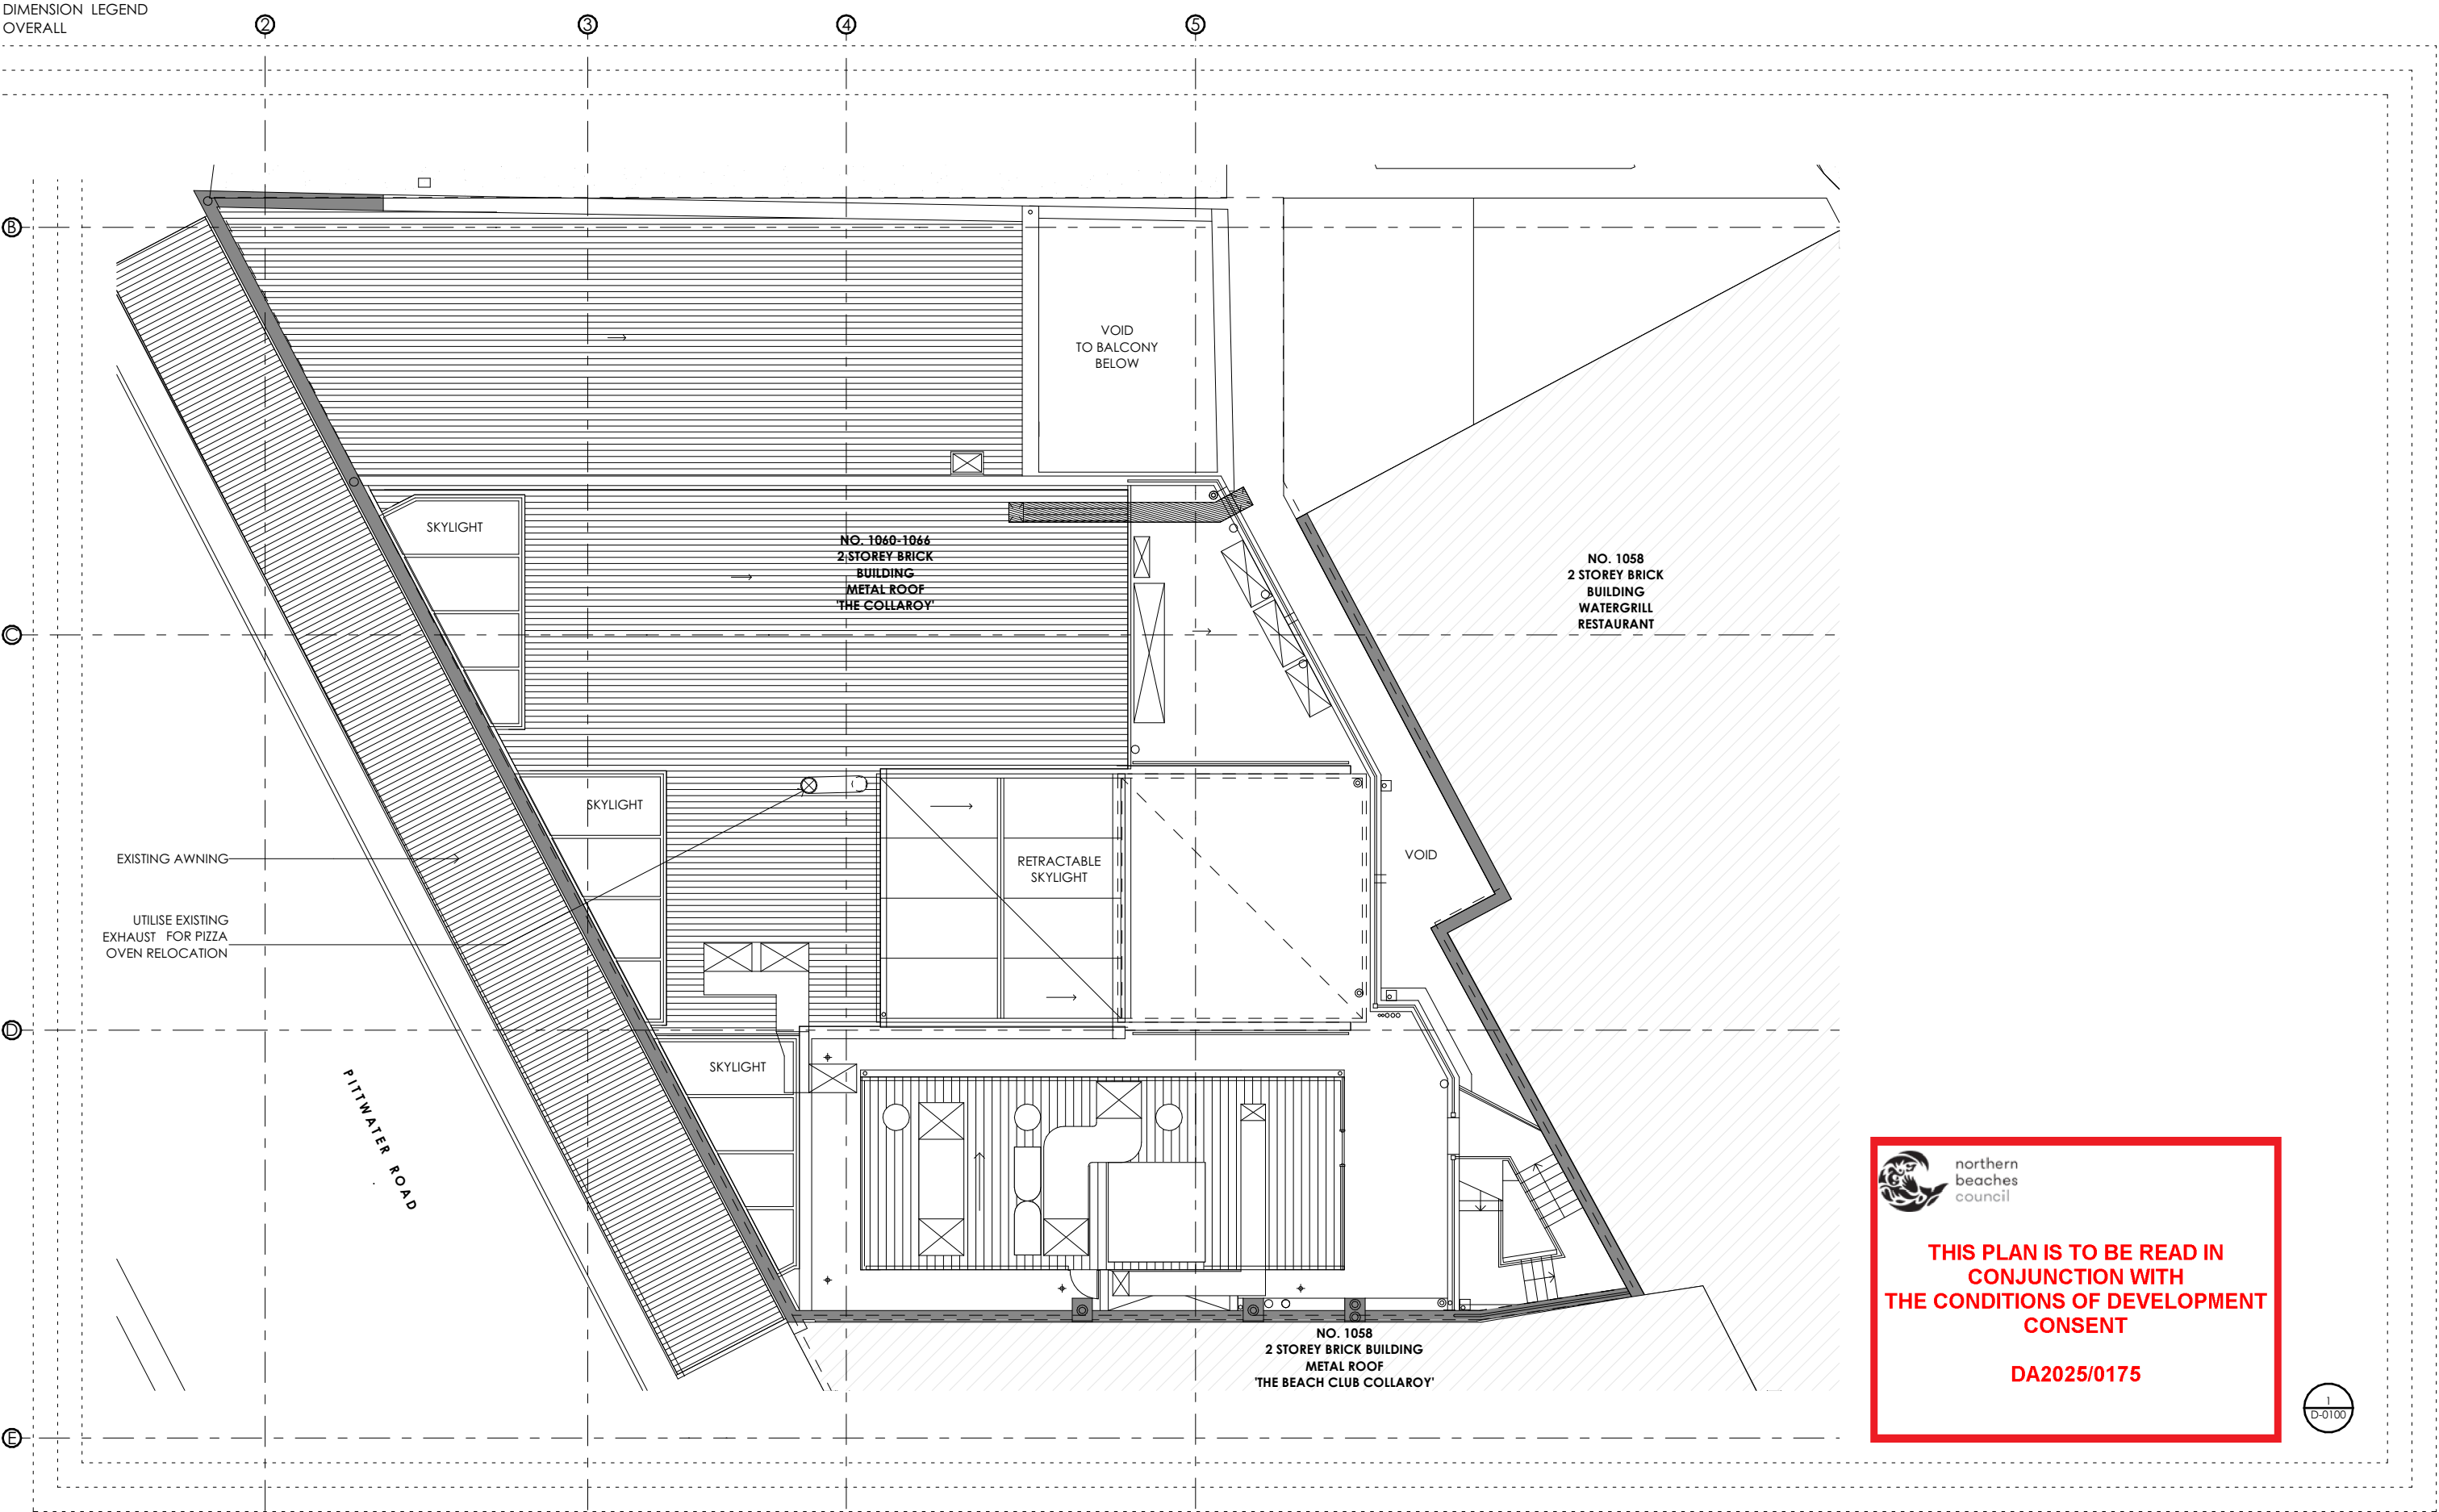 DIMENSION LEGEND
OVERALL
2
3
4
5
B
C
D
E
VOID
TO BALCONY
BELOW
SKYLIGHT
NO. 1060-1066
2 STOREY BRICK
BUILDING
METAL ROOF
'THE COLLAROY'
NO. 1058
2 STOREY BRICK
BUILDING
WATERGRILL
RESTAURANT
SKYLIGHT
RETRACTABLE
SKYLIGHT
VOID
EXISTING AWNING
UTILISE EXISTING
EXHAUST FOR PIZZA
OVEN RELOCATION
SKYLIGHT
PITTWATER ROAD
NO. 1058
2 STOREY BRICK BUILDING
METAL ROOF
'THE BEACH CLUB COLLAROY'
northern
beaches
council
THIS PLAN IS TO BE READ IN
CONJUNCTION WITH
THE CONDITIONS OF DEVELOPMENT
CONSENT
DA2025/0175
1
D-0100